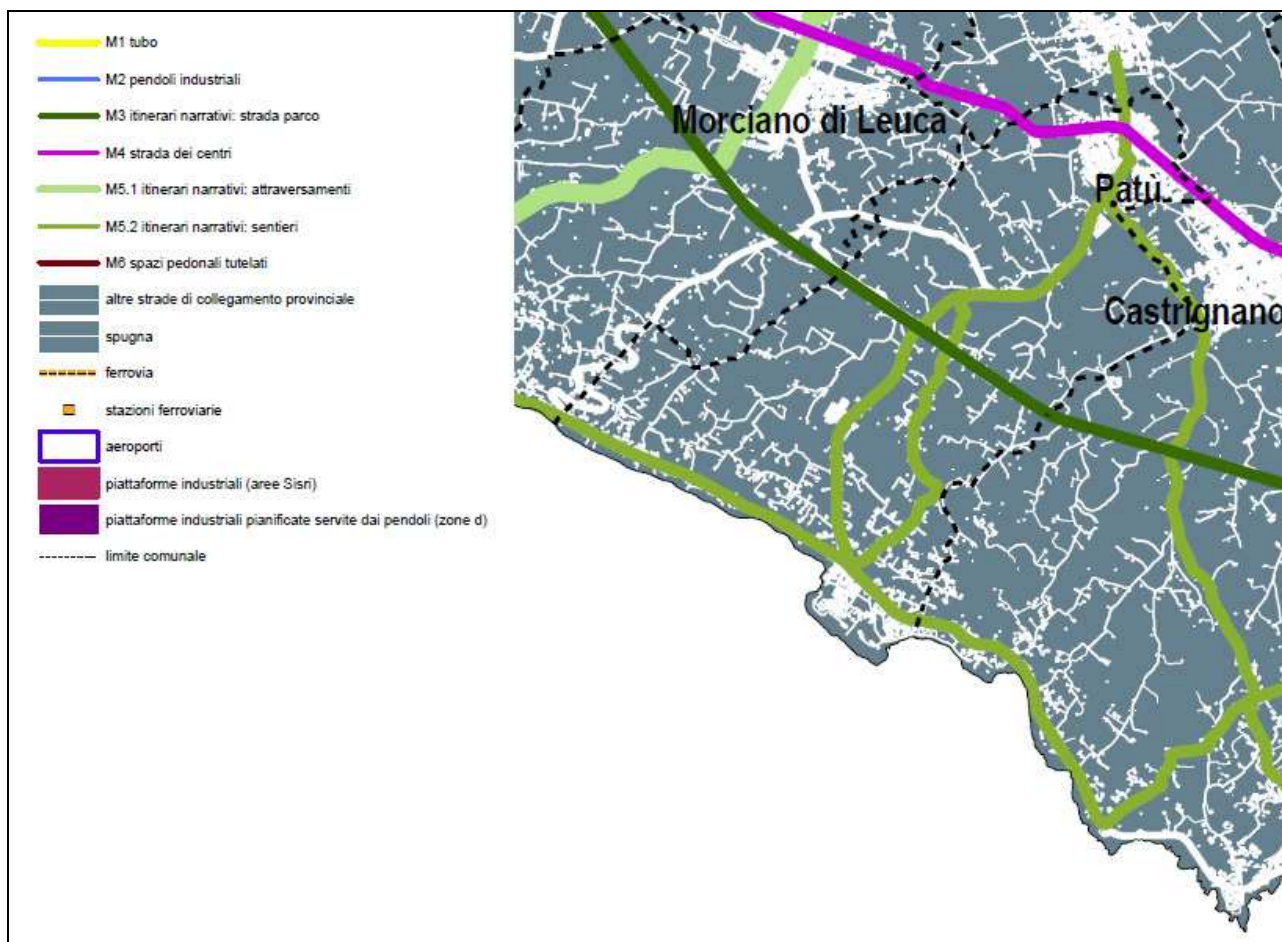 M1 tubo
M2 pendoli industriali
M3 itinerari narrativi: strada parco
M4 strada dei centri
M5.1 itinerari narrativi: attraversamenti
M5.2 itinerari narrativi: sentieri
M6 spazi pedonali tutelati
altre strade di collegamento provinciale
spugna
ferrovia
stazioni ferroviarie
aeroporti
piattaforme industriali (aree Sisri)
piattaforme industriali pianificate servite dai pendoli (zone d)
limite comunale
Morciano di Leuca
Patù
Castrignano